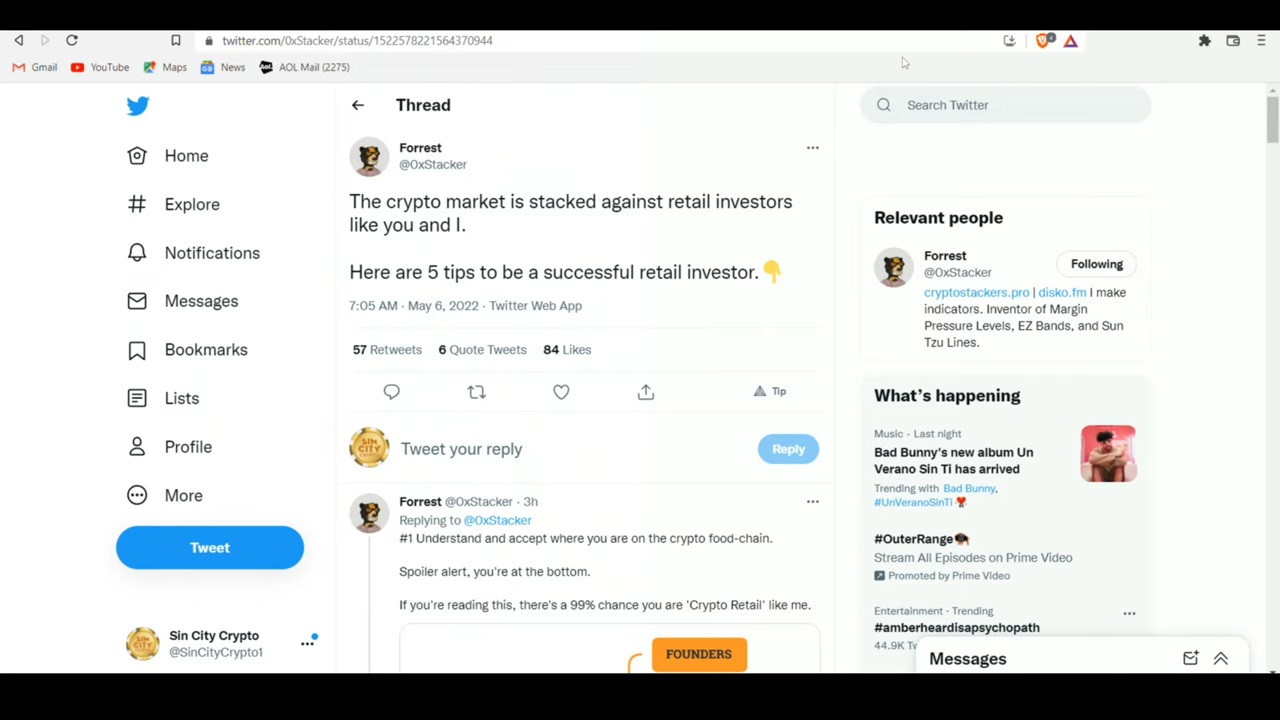 twitter.com/0xStacker/status/1522578221564370944
4
Gmail
YouTube
Maps
News
AOL Mail (2275)
Home
Explore
Notifications
Messages
Bookmarks
Lists
Profile
More
Tweet
Sin City Crypto
@SinCityCrypto1
Thread
Forrest
@0xStacker
The crypto market is stacked against retail investors
like you and I.
Here are 5 tips to be a successful retail investor.👇
7:05 AM · May 6, 2022 · Twitter Web App
57 Retweets 6 Quote Tweets 84 Likes
Tip
SIN CITY
Tweet your reply
Reply
Forrest @0xStacker · 3h
Replying to @0xStacker
#1 Understand and accept where you are on the crypto food-chain.
Spoiler alert, you're at the bottom.
If you're reading this, there's a 99% chance you are 'Crypto Retail' like me.
FOUNDERS
Search Twitter
Relevant people
Forrest
@0xStacker
Following
cryptostackers.pro | disko.fm I make
indicators. Inventor of Margin
Pressure Levels, EZ Bands, and Sun
Tzu Lines.
What's happening
Music · Last night
Bad Bunny's new album Un
Verano Sin Ti has arrived
Trending with Bad Bunny,
#UnVeranoSinTi
#OuterRange
Stream All Episodes on Prime Video
Promoted by Prime Video
Entertainment · Trending
#amberheardisapsychopath
44.9K
Messages